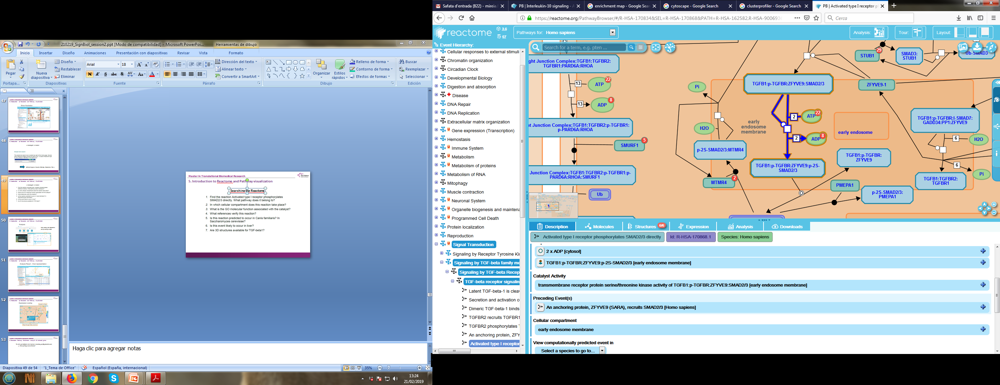 210219_SignBiol_session2.ppt [Modo de compatibilidad] - Microsoft PowerPoi...
Herramientas de dibujo
Inicio
Insertar
Diseño
Animaciones
Presentación con diapositivas
Revisar
Vista
Formato
Pegar
Nueva diapositiva
Diseño
Restablecer
Eliminar
Arial
18
Dirección del texto
Alinear texto
Convertir a SmartArt
Organizar
Estilos rápidos
Relleno de forma
Contorno de forma
Efectos de formas
Buscar
Reemplazar
Seleccionar
Portapa...
Diapositivas
Fuente
Párrafo
Dibujo
Edición
47
48
49
50
51
52
53
Master in Translational Biomedical Research
5. Introduction to Reactome and Pathway visualization
Searching the Reactome
1. Find the reaction Activated type I receptor phosphorylates
SMAD2/3 directly. What pathway does it belong to?
2. In which cellular compartment does this reaction take place?
3. What is the GO molecular function associated with the catalyst?
4. What references verify this reaction?
5. Is this reaction predicted to occur in Canis familiaris? In
Saccharomyces cerevisiae?
6. Is this event likely to occur in liver?
7. Are 3D structures available for TGF-beta1?
Haga clic para agregar notas
Diapositiva 49 de 54
"1_Tema de Office"
Español (España, internacional)
35%
13:24
21/02/2019
Safata d'entrada (822) - mireia.
PB | Interleukin-10 signaling - A
enrichment map - Google Sear
cytoscape - Google Search
clusterprofiler - Google Search
PB | Activated type I receptor p
https://reactome.org/PathwayBrowser/#/R-HSA-170834&SEL=R-HSA-170868&PATH=R-HSA-162582,R-HSA-900693
Cerca
reactome
3.6
67
Pathways for: Homo sapiens
Analysis:
Tour:
Layout:
Event Hierarchy:
Cellular responses to external stimuli
Chromatin organization
Circadian Clock
Developmental Biology
Digestion and absorption
Disease
DNA Repair
DNA Replication
Extracellular matrix organization
Gene expression (Transcription)
Hemostasis
Immune System
Metabolism
Metabolism of proteins
Metabolism of RNA
Mitophagy
Muscle contraction
Neuronal System
Organelle biogenesis and maintena
Programmed Cell Death
Protein localization
Reproduction
Signal Transduction
Signaling by Receptor Tyrosine Kin
Signaling by TGF-beta family me
Signaling by TGF-beta Recep
TGF-beta receptor signalin
Latent TGF-beta-1 is clea
Secretion and activation o
Dimeric TGF-beta-1 binds
TGFBR2 recruits TGFBR1
TGFBR2 phosphorylates
An anchoring protein, ZFY
Activated type I receptor
Search for a term, e.g. pten ...
ght Junction Complex:TGFB1:TGFBR2:
TGFBR1:PARD6A:RHOA
13
ATP
22
13
ADP
8
nt Junction Complex:TGFB1:TGFBR2:p-TGFBR1:
p-PARD6A:RHOA
SMURF1
5
Junction Complex:TGFB1:TGFBR2:p-TGFBR1:p-
PARD6A:RHOA:SMURF1
Ub
Pi
H2O
p-2S-SMAD2/3:MTMR4
MTMR4
2
early
endosome
membrane
TGFB1:p-TGFBR:ZFYVE9:SMAD2/3
2
ATP
22
2
ADP
8
TGFB1:p-TGFBR:ZFYVE9:p-2S-
SMAD2/3
STUB1
29
SMAD3:
STUB1
Ub-SMAD3
ZFYVE9-1
early endosome
TGFB1:p-TGFBR:
ZFYVE9
PMEPA1
p-2S-SMAD2/3:
PMEPA1
TGFB1:p-TGFBR:I-SMAD7:
GADD34:PP1:ZFYVE9
6
H2O
6
Pi
TGFB1:TGFBR2:
TGFBR1
Description
Molecules
Structures
6/6
Expression
Analysis
Downloads
Activated type I receptor phosphorylates SMAD2/3 directly
Id: R-HSA-170868.1
Species: Homo sapiens
2 x ADP [cytosol]
TGFB1:p-TGFBR:ZFYVE9:p-2S-SMAD2/3 [early endosome membrane]
Catalyst Activity
transmembrane receptor protein serine/threonine kinase activity of TGFB1:p-TGFBR:ZFYVE9:SMAD2/3 [early endosome membrane]
Preceding Event(s)
An anchoring protein, ZFYVE9 (SARA), recruits SMAD2/3 [Homo sapiens]
Cellular compartment
early endosome membrane
View computationally predicted event in
Select a species to go to...